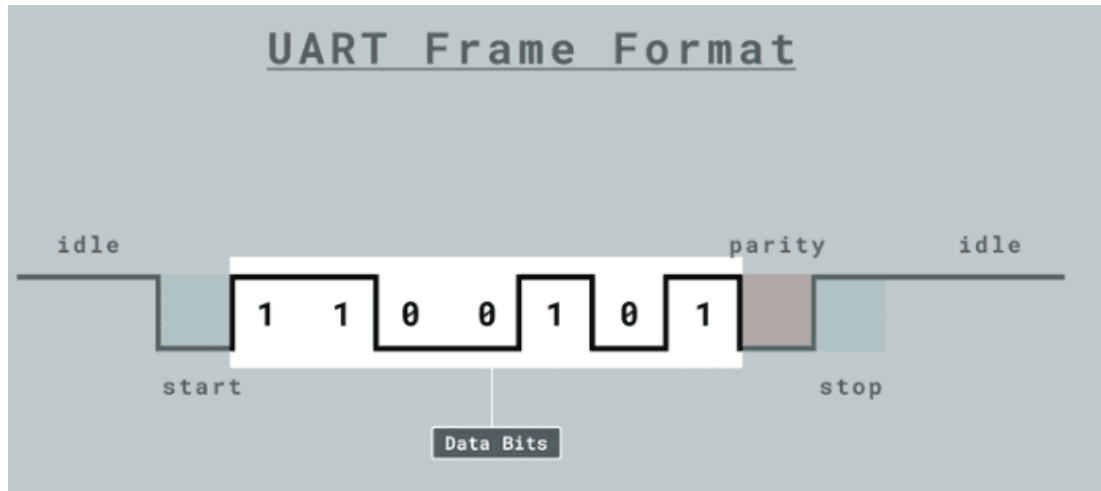 UART Frame Format
idle parity idle
1 1 0 0 1 0 1
start stop
Data Bits